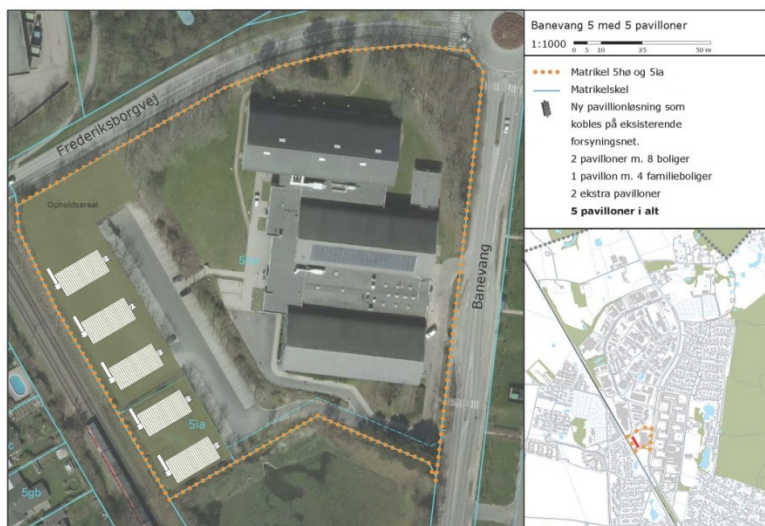 Banevang 5 med 5 pavilloner
1:1000 0 5 10 25 50 m
Matrikel 5hø og 5ia
Matrikelskel
Ny pavillionløsning som
kobles på eksisterende
forsyningsnet.
2 pavilloner m. 8 boliger
1 pavillon m. 4 familieboliger
2 ekstra pavilloner
5 pavilloner i alt
Frederiksborgvej
Opholdsareal
Banevang
5ia
5gb